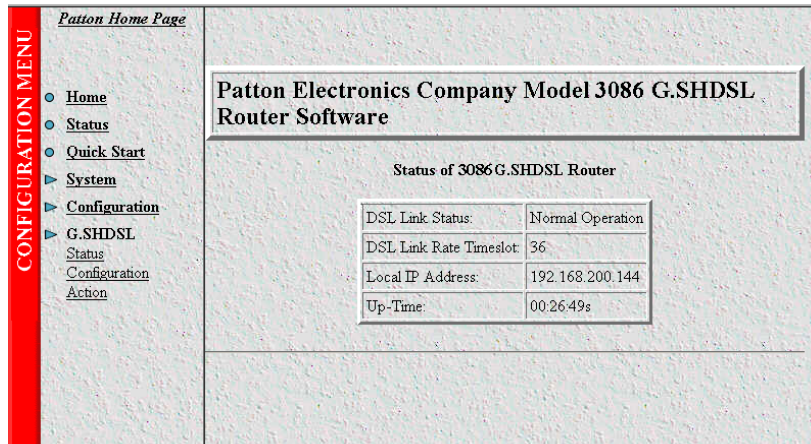 CONFIGURATION MENU
Patton Home Page
Home
Status
Quick Start
System
Configuration
G.SHDSL
Status
Configuration
Action
Patton Electronics Company Model 3086 G.SHDSL
Router Software
Status of 3086 G.SHDSL Router
DSL Link Status: Normal Operation
DSL Link Rate Timeslot: 36
Local IP Address: 192.168.200.144
Up-Time: 00:26:49s